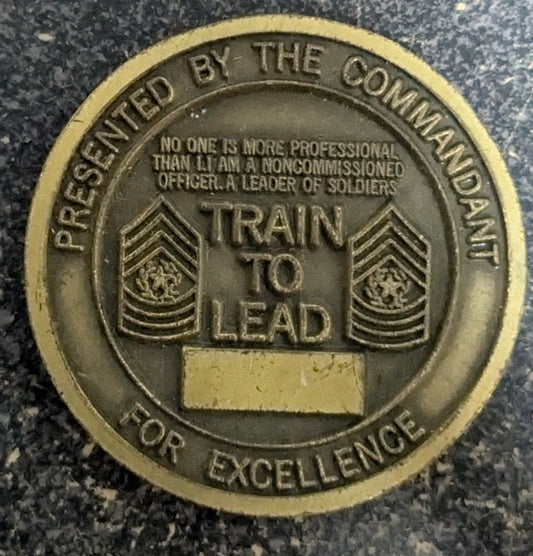 PRESENTED BY THE COMMANDANT
NO ONE IS MORE PROFESSIONAL
THAN I.I AM A NONCOMMISSIONED
OFFICER. A LEADER OF SOLDIERS
TRAIN
TO
LEAD
FOR EXCELLENCE